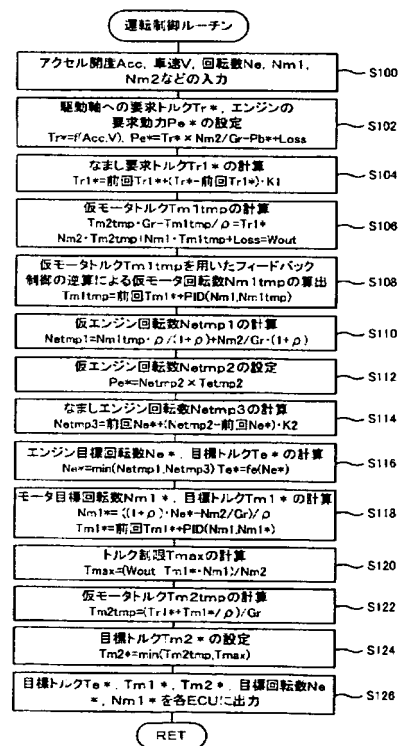 運転制御ルーチン
アクセル開度Acc, 車速V, 回転数Ne, Nm1,
Nm2などの入力
S100
駆動軸への要求トルクTr*, エンジンの
要求動力Pe*の設定
Tr*=f(Acc,V), Pe*=Tr*×Nm2/Gr-Pb*+Loss
S102
なまし要求トルクTr1*の計算
Tr1*=前回Tr1*+(Tr*-前回Tr1*)・K1
S104
仮モータトルクTm1tmpの計算
Tm2tmp・Gr-Tm1tmp/ρ=Tr1*
Nm2・Tm2tmp+Nm1・Tm1tmp+Loss=Wout
S106
仮モータトルクTm1tmpを用いたフィードバック
制御の逆算による仮モータ回転数Nm1tmpの算出
Tm1tmp=前回Tm1*+PID(Nm1,Nm1tmp)
S108
仮エンジン回転数Netmp1の計算
Netmp1=Nm1tmp・ρ/(1+ρ)+Nm2/Gr・(1+ρ)
S110
仮エンジン回転数Netmp2の設定
Pe*=Netmp2×Tetmp2
S112
なましエンジン回転数Netmp3の計算
Netmp3=前回Ne*+(Netmp2-前回Ne*)・K2
S114
エンジン目標回転数Ne*, 目標トルクTe*の計算
Ne*=min(Netmp1,Netmp3) Te*=fe(Ne*)
S116
モータ目標回転数Nm1*, 目標トルクTm1*の計算
Nm1*=((1+ρ)・Ne*-Nm2/Gr)/ρ
Tm1*=前回Tm1*+PID(Nm1,Nm1*)
S118
トルク制限Tmaxの計算
Tmax=(Wout-Tm1*・Nm1)/Nm2
S120
仮モータトルクTm2tmpの計算
Tm2tmp=(Tr1*+Tm1*/ρ)/Gr
S122
目標トルクTm2*の設定
Tm2*=min(Tm2tmp,Tmax)
S124
目標トルクTe*, Tm1*, Tm2*, 目標回転数Ne
*, Nm1*を各ECUに出力
S126
RET